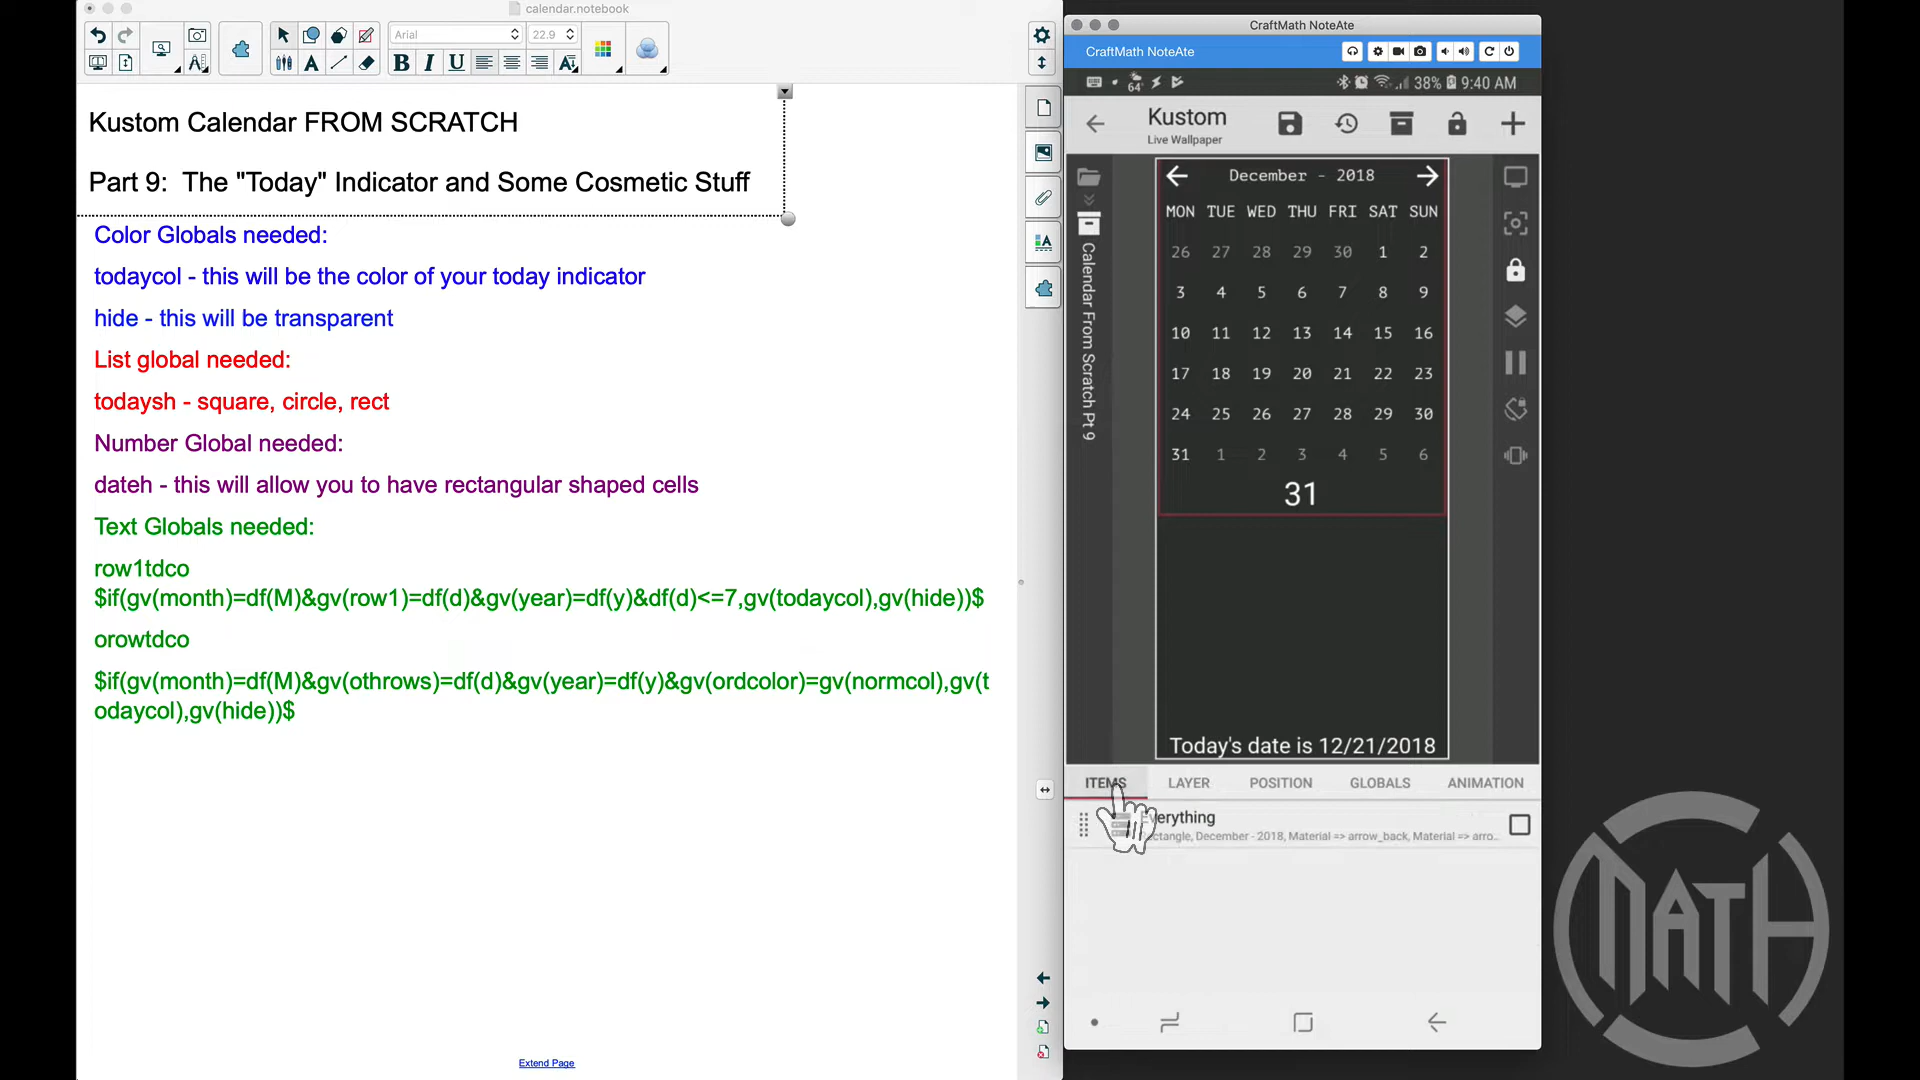 calendar.notebook
Arial
22.9
Kustom Calendar FROM SCRATCH
Part 9: The "Today" Indicator and Some Cosmetic Stuff
Color Globals needed:
todaycol - this will be the color of your today indicator
hide - this will be transparent
List global needed:
todaysh - square, circle, rect
Number Global needed:
dateh - this will allow you to have rectangular shaped cells
Text Globals needed:
row1tdco
$if(gv(month)=df(M)&gv(row1)=df(d)&gv(year)=df(y)&df(d)<=7,gv(todaycol),gv(hide))$
orowtdco
$if(gv(month)=df(M)&gv(othrows)=df(d)&gv(year)=df(y)&gv(ordcolor)=gv(normcol),gv(t
odaycol),gv(hide))$
Extend Page
CraftMath NoteAte
CraftMath NoteAte
64° 38% 9:40 AM
Kustom
Live Wallpaper
Calendar From Scratch Pt 9
December - 2018
MON TUE WED THU FRI SAT SUN
26 27 28 29 30 1 2
3 4 5 6 7 8 9
10 11 12 13 14 15 16
17 18 19 20 21 22 23
24 25 26 27 28 29 30
31 1 2 3 4 5 6
31
Today's date is 12/21/2018
ITEMS LAYER POSITION GLOBALS ANIMATION
verything
ctangle, December - 2018, Material => arrow_back, Material => arro...
MATH